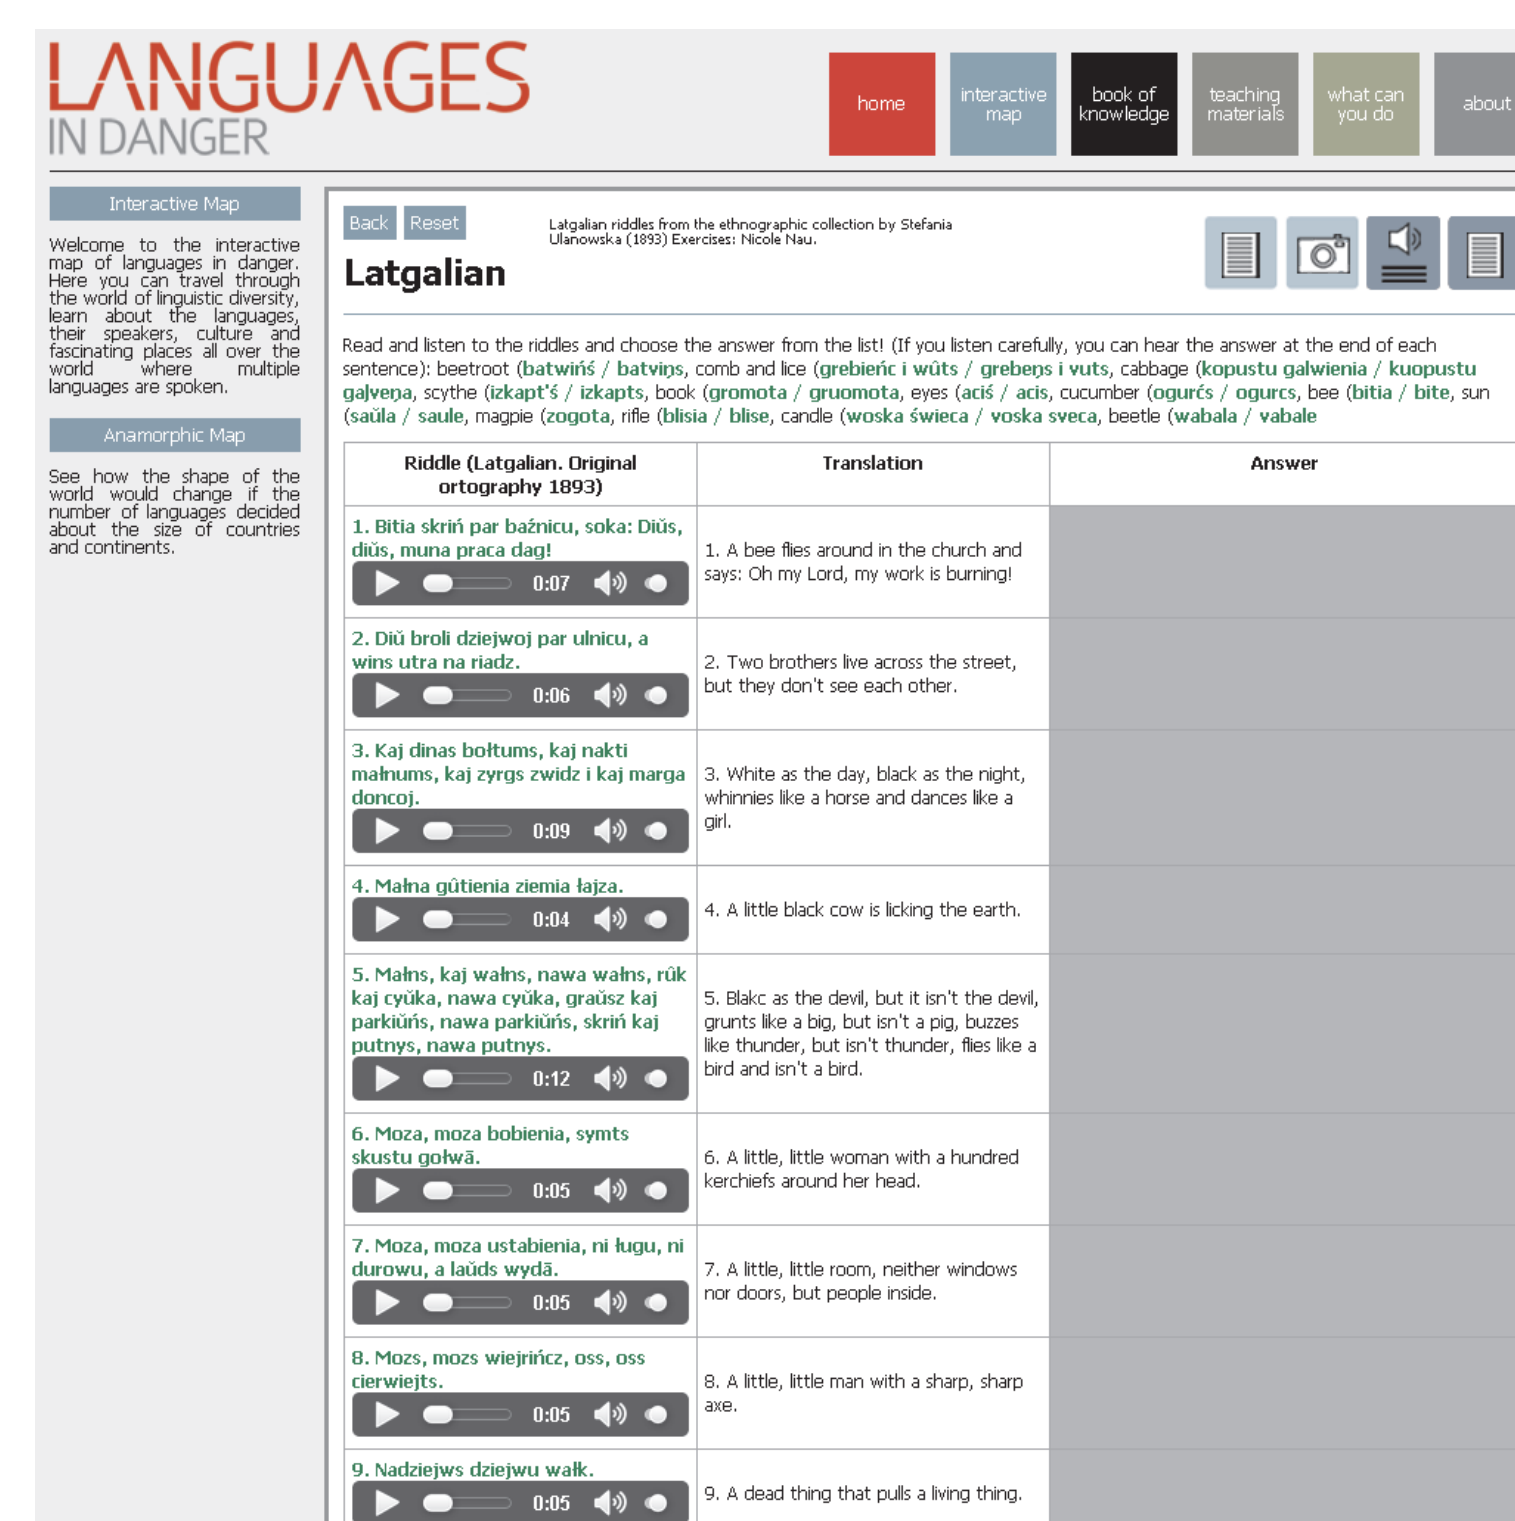 LANGUAGES
IN DANGER
home
interactive
map
book of
knowledge
teaching
materials
what can
you do
about
Interactive Map
Welcome to the interactive
map of languages in danger.
Here you can travel through
the world of linguistic diversity,
learn about the languages,
their speakers, culture and
fascinating places all over the
world where multiple
languages are spoken.
Anamorphic Map
See how the shape of the
world would change if the
number of languages decided
about the size of countries
and continents.
Back
Reset
Latgalian riddles from the ethnographic collection by Stefania
Ulanowska (1893) Exercises: Nicole Nau.
Latgalian
Read and listen to the riddles and choose the answer from the list! (If you listen carefully, you can hear the answer at the end of each
sentence): beetroot (batwińś / batviņs, comb and lice (grebieńc i wûts / grebeņs i vuts, cabbage (kopustu galwienia / kuopustu
gaļveņa, scythe (izkapt'ś / izkapts, book (gromota / gruomota, eyes (aciś / acis, cucumber (ogurćs / ogurcs, bee (bitia / bite, sun
(saŭla / saule, magpie (zogota, rifle (blisia / blise, candle (woska świeca / voska sveca, beetle (wabala / vabale
Riddle (Latgalian. Original
ortography 1893)
Translation
Answer
1. Bitia skriń par baźnicu, soka: Diŭs,
diŭs, muna praca dag!
0:07
1. A bee flies around in the church and
says: Oh my Lord, my work is burning!
2. Diŭ broli dziejwoj par ulnicu, a
wins utra na riadz.
0:06
2. Two brothers live across the street,
but they don't see each other.
3. Kaj dinas bołtums, kaj nakti
małnums, kaj zyrgs zwidz i kaj marga
doncoj.
0:09
3. White as the day, black as the night,
whinnies like a horse and dances like a
girl.
4. Małna gûtienia ziemia łajza.
0:04
4. A little black cow is licking the earth.
5. Małns, kaj wałns, nawa wałns, rûk
kaj cyŭka, nawa cyŭka, graŭsz kaj
parkiŭńs, nawa parkiŭńs, skriń kaj
putnys, nawa putnys.
0:12
5. Blakc as the devil, but it isn't the devil,
grunts like a big, but isn't a pig, buzzes
like thunder, but isn't thunder, flies like a
bird and isn't a bird.
6. Moza, moza bobienia, symts
skustu gołwā.
0:05
6. A little, little woman with a hundred
kerchiefs around her head.
7. Moza, moza ustabienia, ni ługu, ni
durowu, a laŭds wydā.
0:05
7. A little, little room, neither windows
nor doors, but people inside.
8. Mozs, mozs wiejrińcz, oss, oss
cierwiejts.
0:05
8. A little, little man with a sharp, sharp
axe.
9. Nadziejws dziejwu wałk.
0:05
9. A dead thing that pulls a living thing.